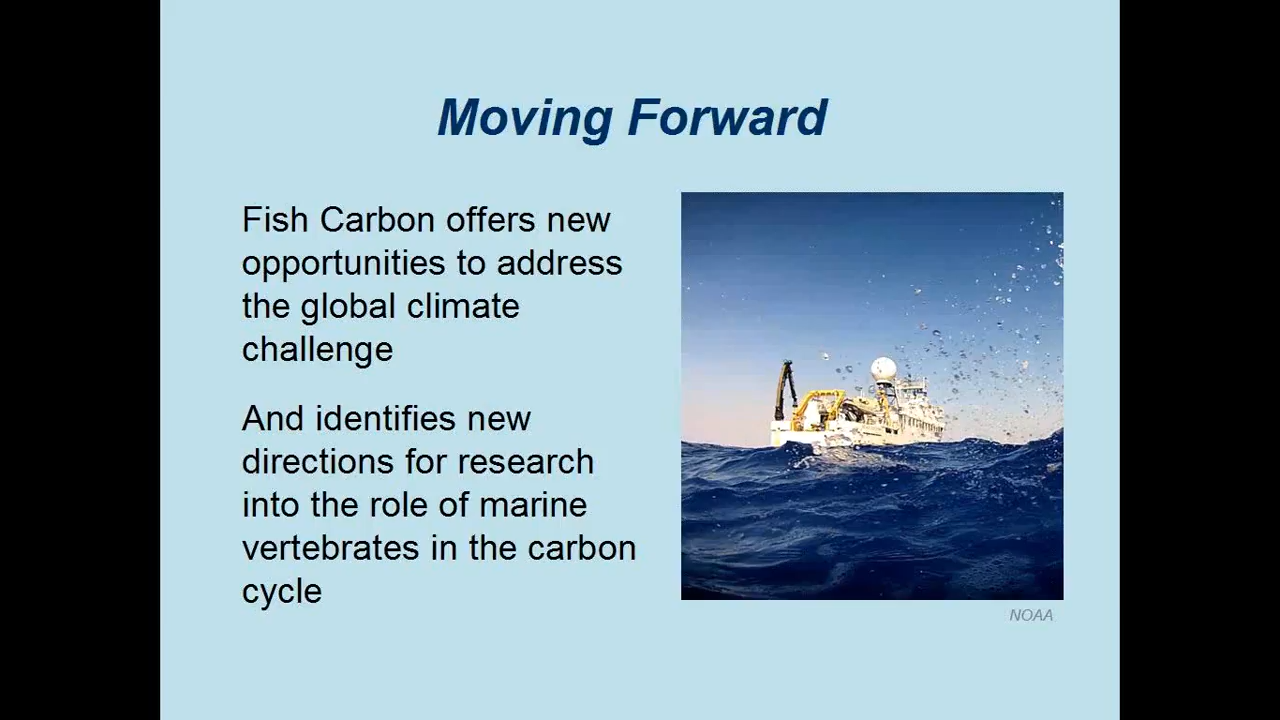 Moving Forward
Fish Carbon offers new
opportunities to address
the global climate
challenge
And identifies new
directions for research
into the role of marine
vertebrates in the carbon
cycle
NOAA